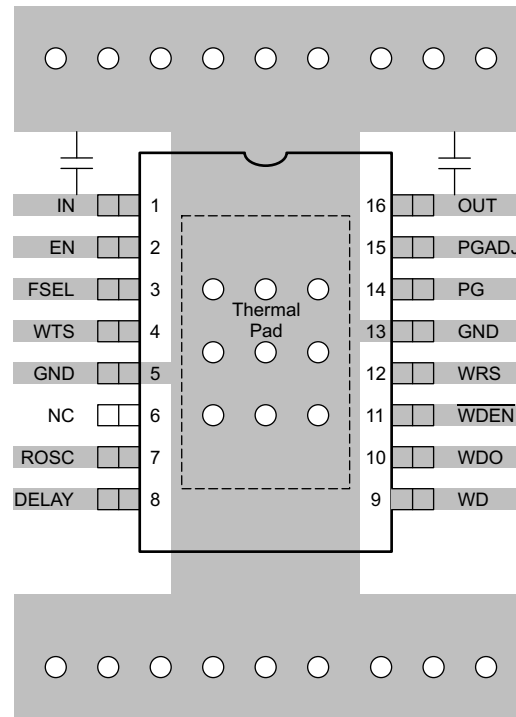 IN 1 16 OUT
EN 2 15 PGADJ
FSEL 3 14 PG
Thermal
Pad
WTS 4 13 GND
GND 5 12 WRS
NC 6 11 WDEN
ROSC 7 10 WDO
DELAY 8 9 WD